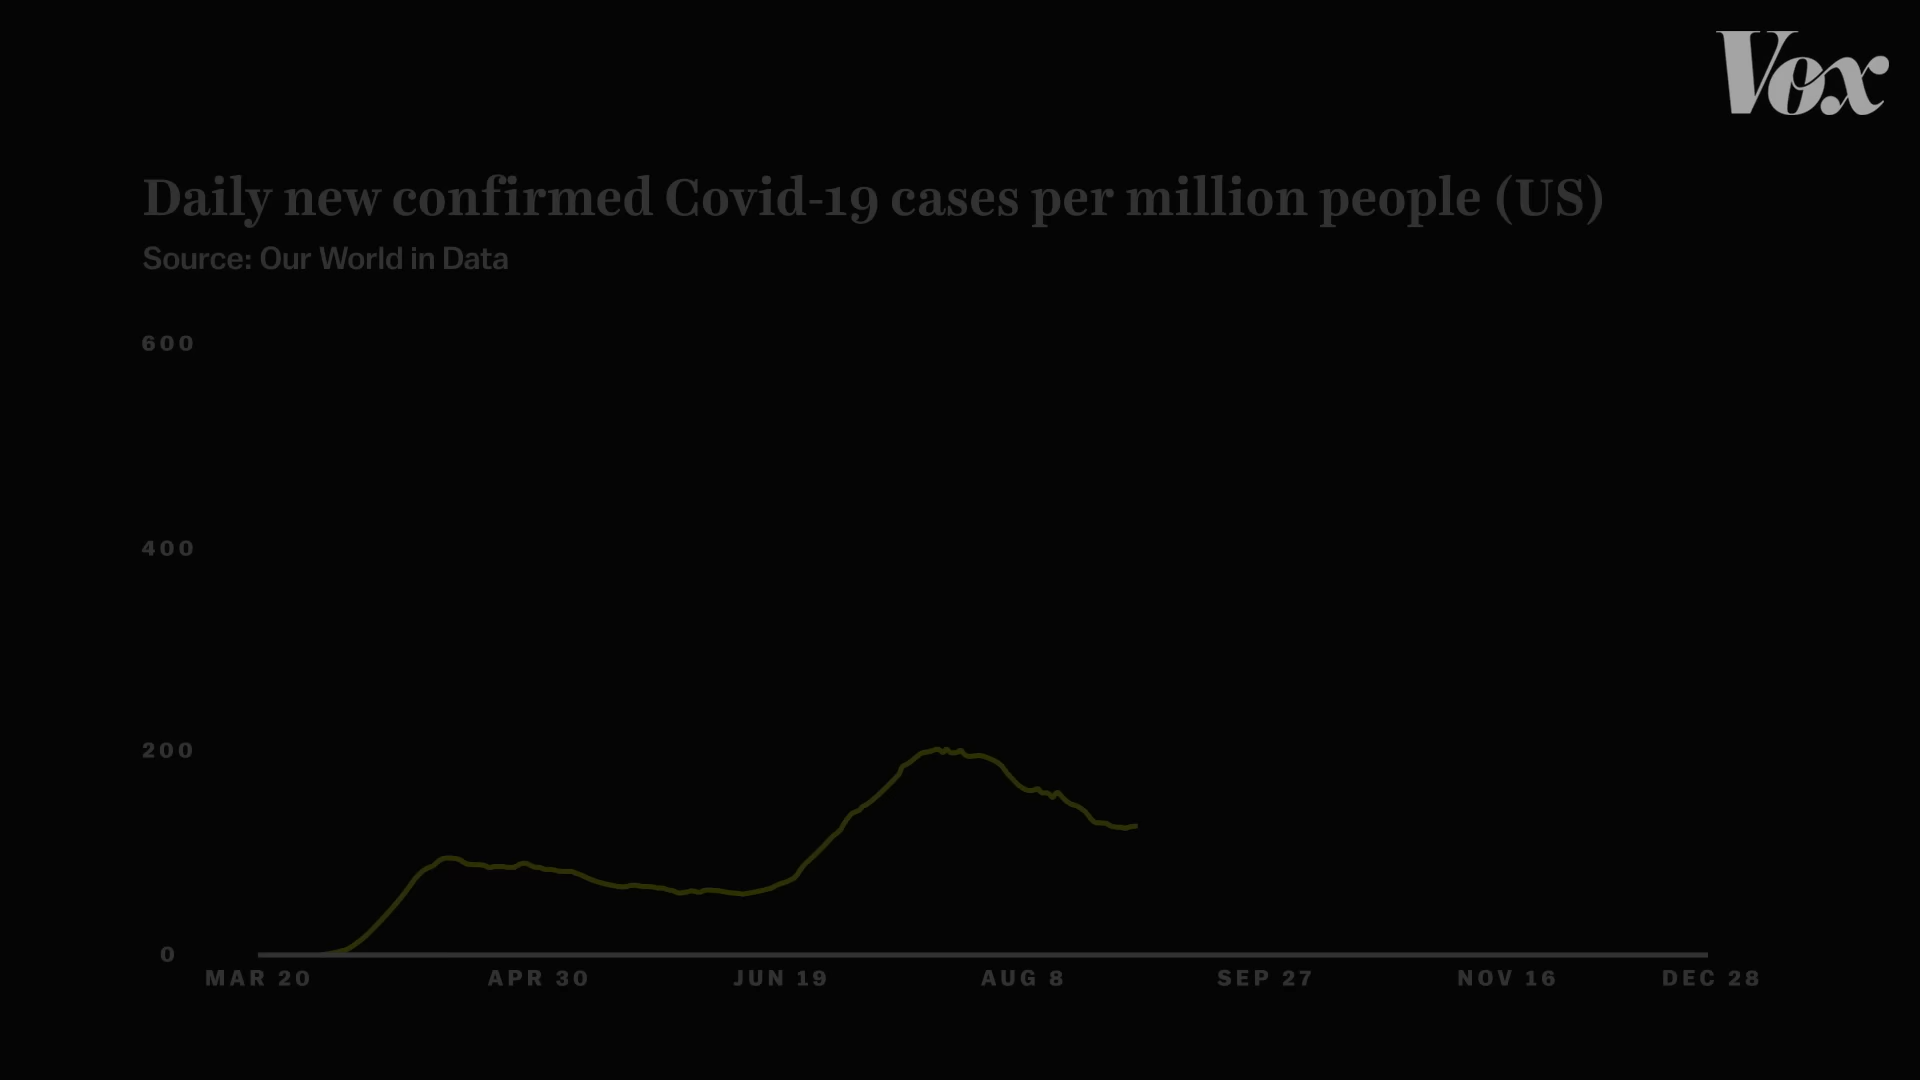 Vox
Daily new confirmed Covid-19 cases per million people (US)
Source: Our World in Data
600
400
200
0
MAR 20 APR 30 JUN 19 AUG 8 SEP 27 NOV 16 DEC 28